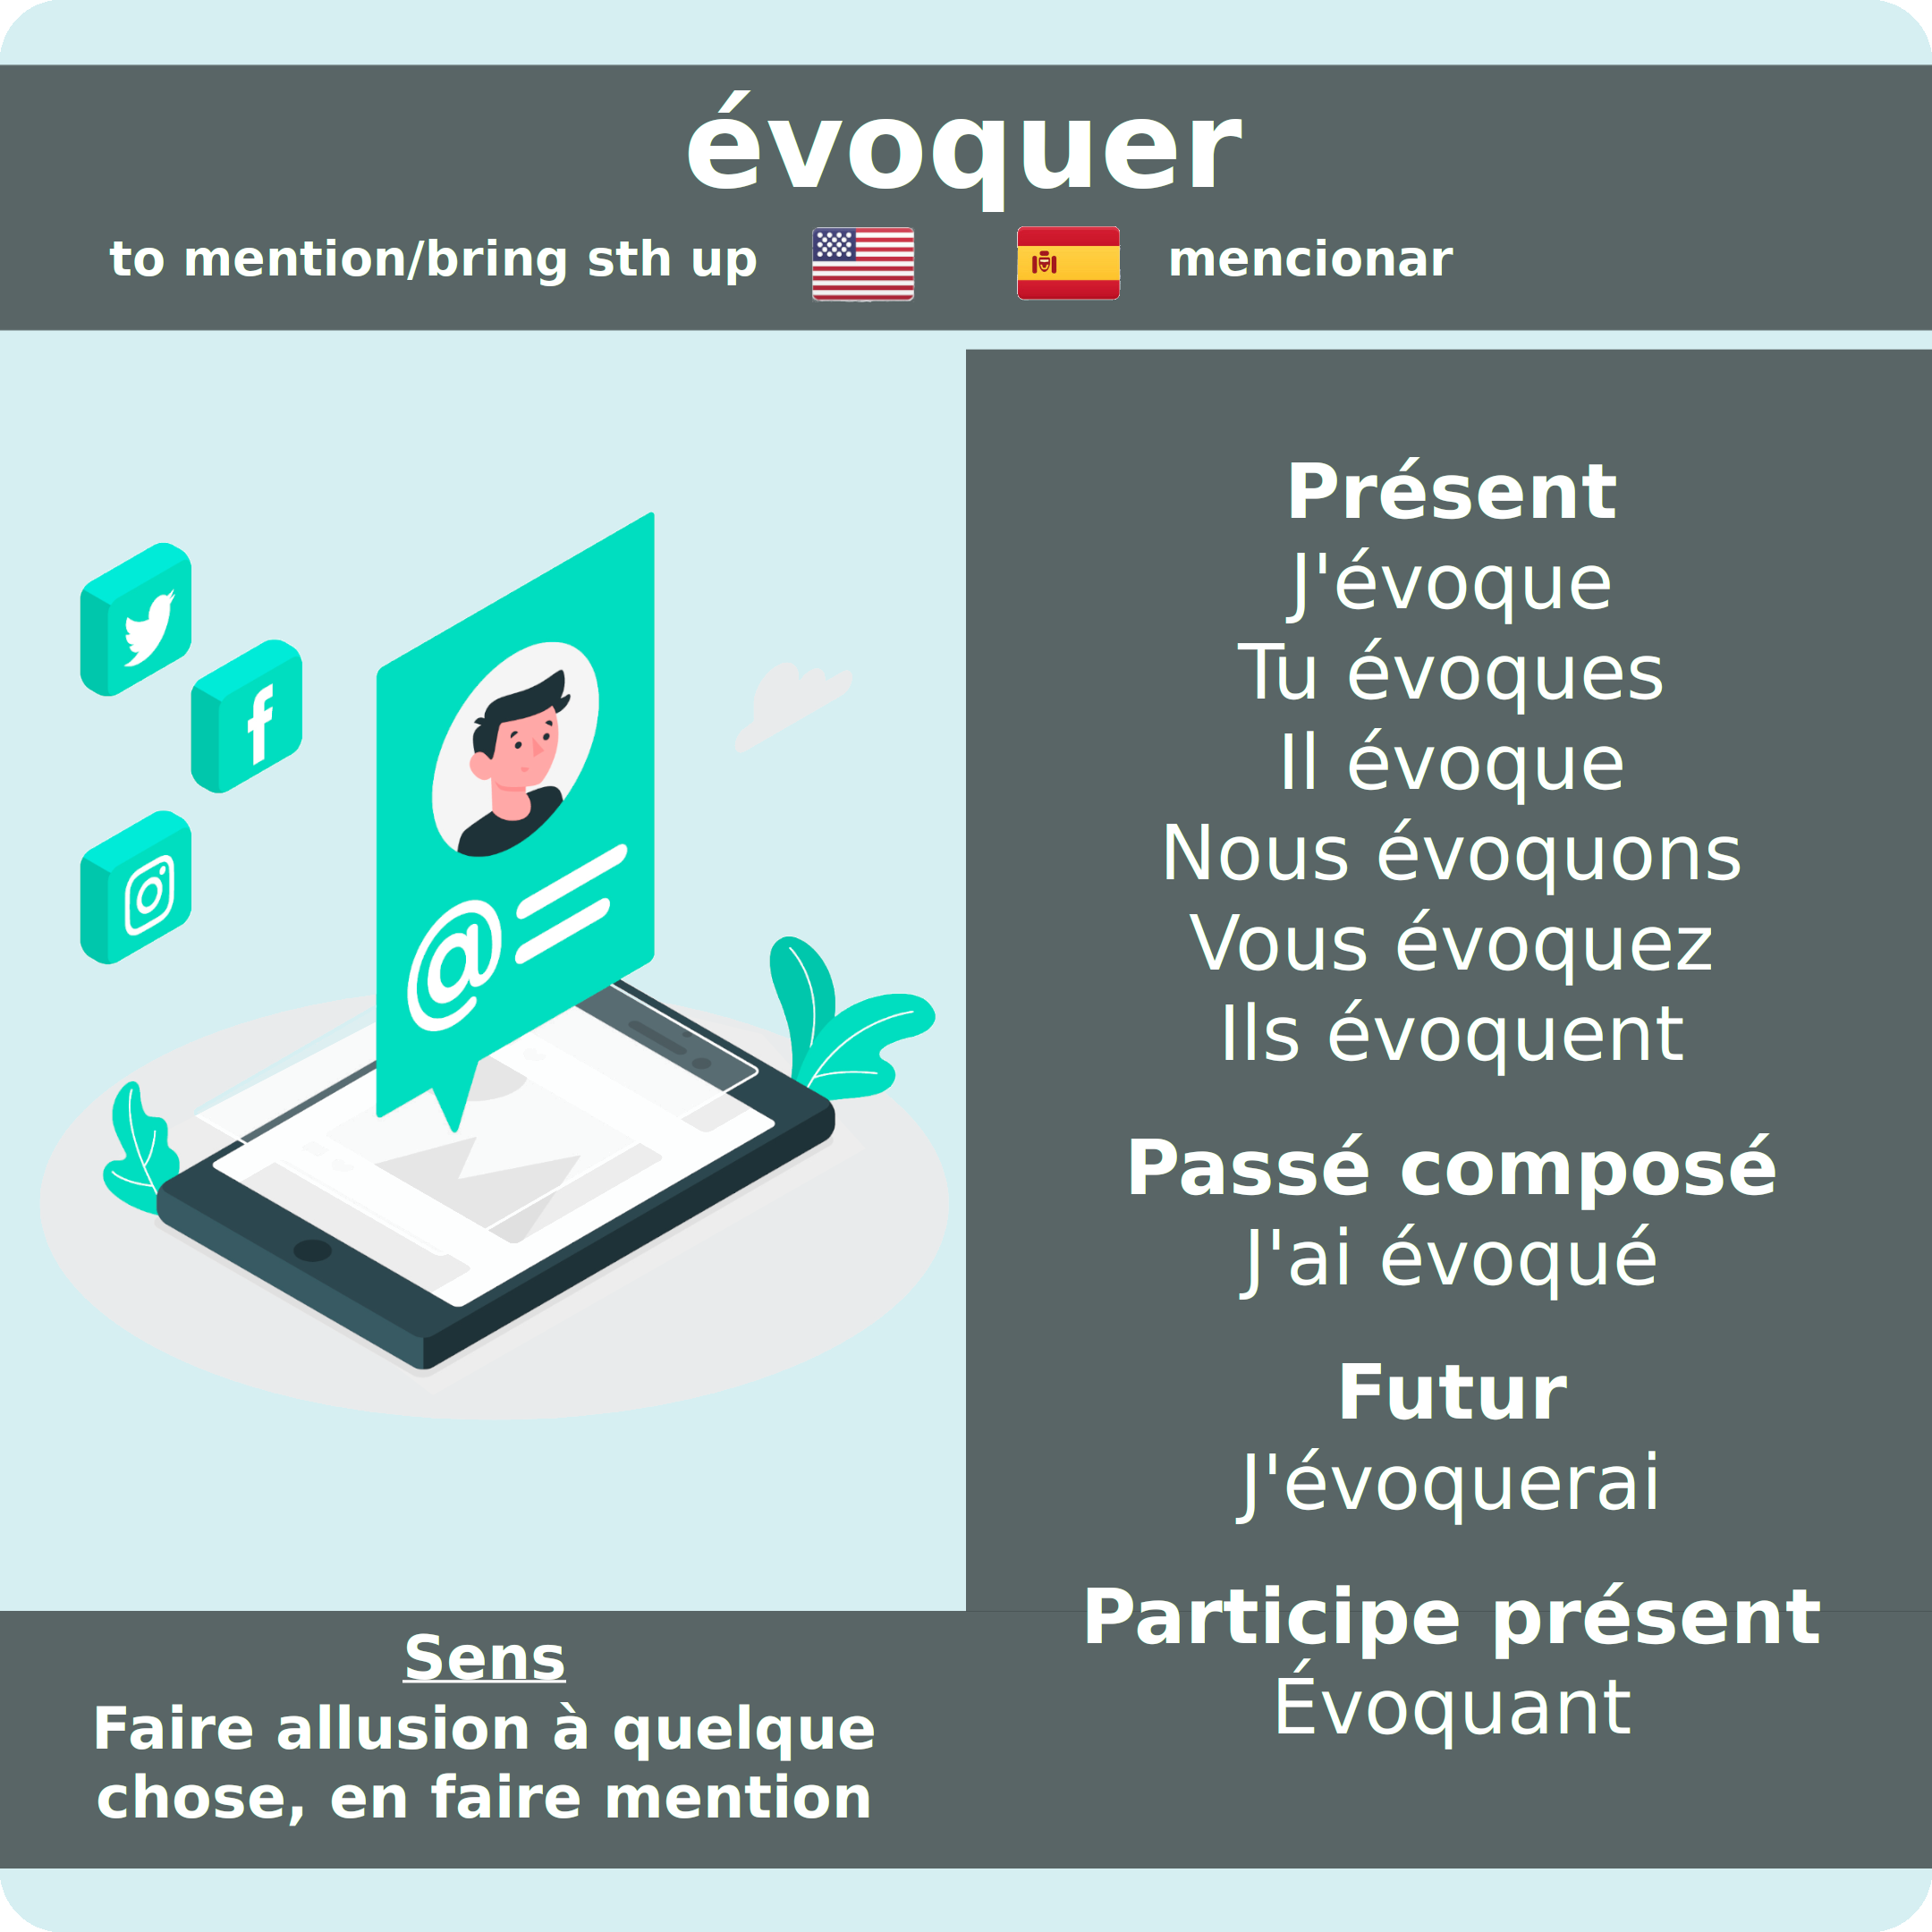 évoquer
to mention/bring sth up
mencionar
Présent
J'évoque
Tu évoques
Il évoque
Nous évoquons
Vous évoquez
Ils évoquent
Passé composé
J'ai évoqué
Futur
J'évoquerai
Participe présent
Évoquant
@
Sens
Faire allusion à quelque
chose, en faire mention